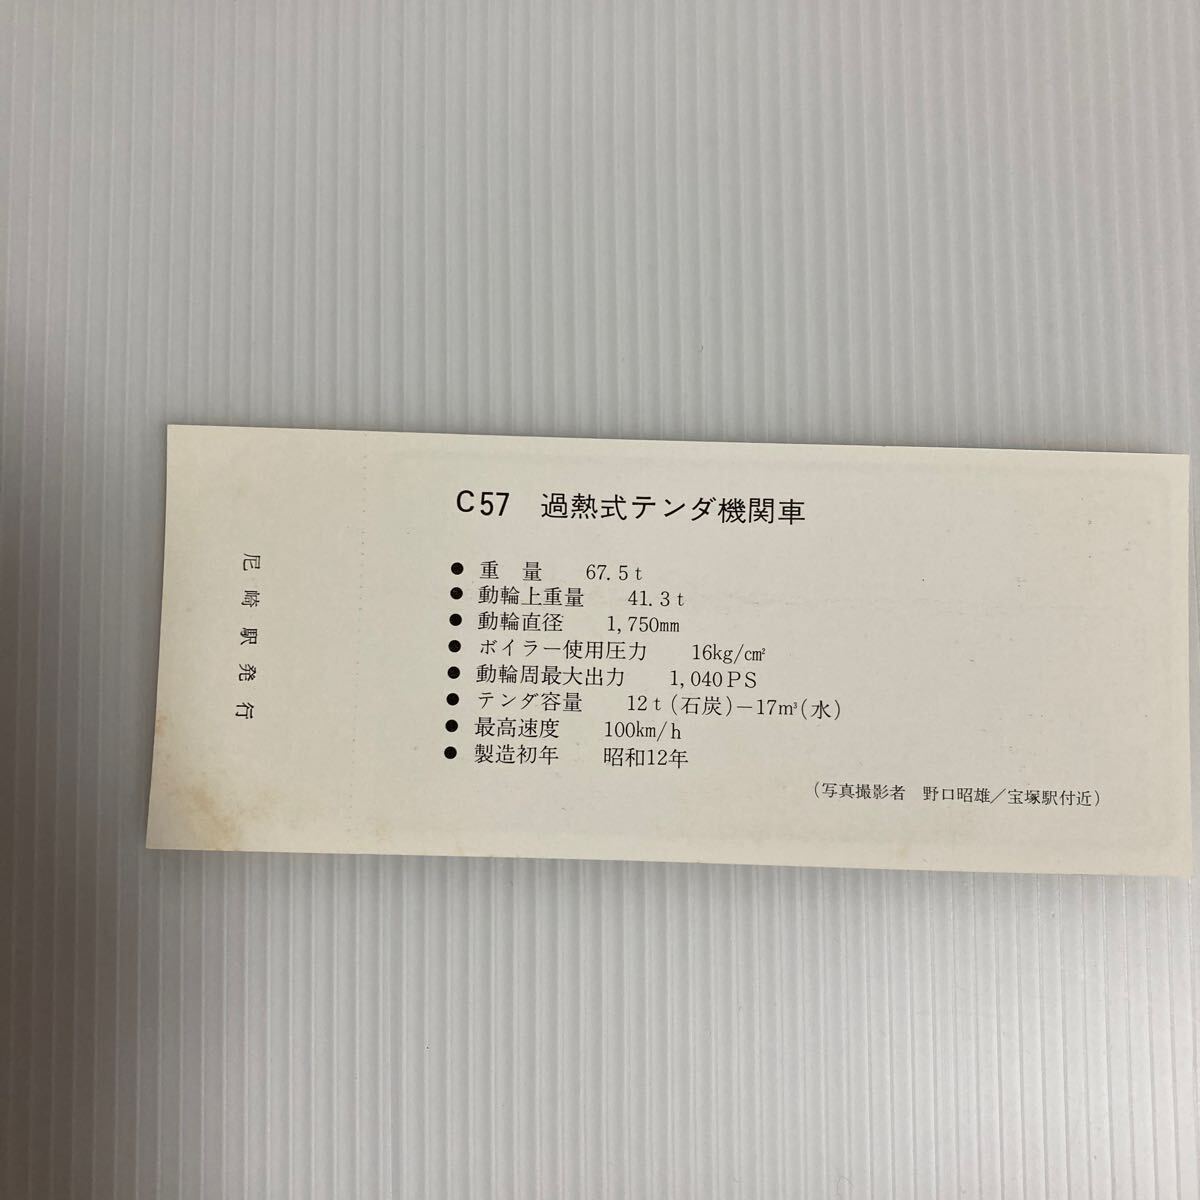 C57　過熱式テンダ機関車
● 重　量　　67.5t
● 動輪上重量　　41.3t
● 動輪直径　　1,750mm
● ボイラー使用圧力　　16kg/cm²
● 動輪周最大出力　　1,040PS
● テンダ容量　　12t(石炭)－17m³(水)
● 最高速度　　100km/h
● 製造初年　　昭和12年
（写真撮影者　野口昭雄／宝塚駅付近）
尼崎駅発行